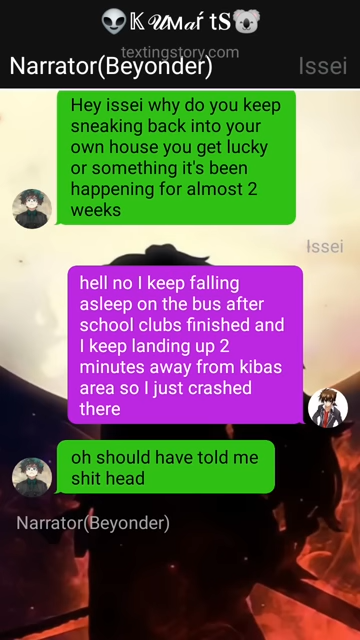 👽𝕂 𝓤мαŕ t𝐒🐨
textingstory.com
Narrator(Beyonder) Issei
Hey issei why do you keep
sneaking back into your
own house you get lucky
or something it's been
happening for almost 2
weeks
Issei
hell no I keep falling
asleep on the bus after
school clubs finished and
I keep landing up 2
minutes away from kibas
area so I just crashed
there
oh should have told me
shit head
Narrator(Beyonder)